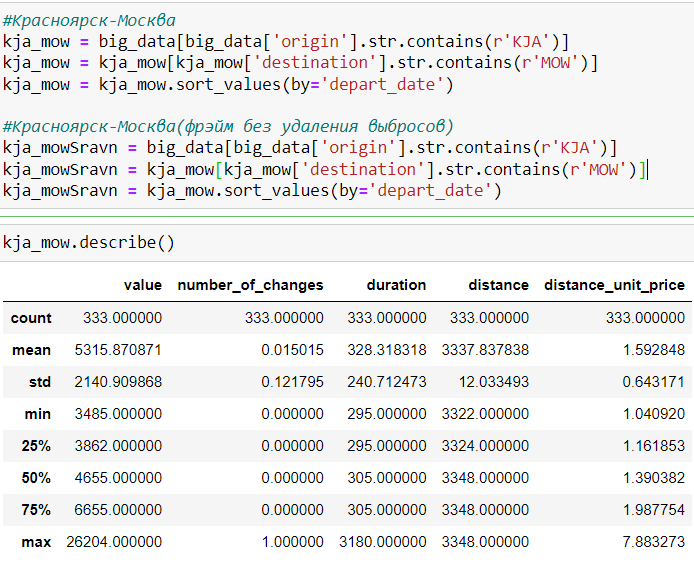 #Красноярск-Москва
kja_mow = big_data[big_data['origin'].str.contains(r'KJA')]
kja_mow = kja_mow[kja_mow['destination'].str.contains(r'MOW')]
kja_mow = kja_mow.sort_values(by='depart_date')
#Красноярск-Москва(фрэйм без удаления выбросов)
kja_mowSravn = big_data[big_data['origin'].str.contains(r'KJA')]
kja_mowSravn = kja_mow[kja_mow['destination'].str.contains(r'MOW')]
kja_mowSravn = kja_mow.sort_values(by='depart_date')
kja_mow.describe()
value number_of_changes duration distance distance_unit_price
count 333.000000 333.000000 333.000000 333.000000 333.000000
mean 5315.870871 0.015015 328.318318 3337.837838 1.592848
std 2140.909868 0.121795 240.712473 12.033493 0.643171
min 3485.000000 0.000000 295.000000 3322.000000 1.040920
25% 3862.000000 0.000000 295.000000 3324.000000 1.161853
50% 4655.000000 0.000000 305.000000 3348.000000 1.390382
75% 6655.000000 0.000000 305.000000 3348.000000 1.987754
max 26204.000000 1.000000 3180.000000 3348.000000 7.883273